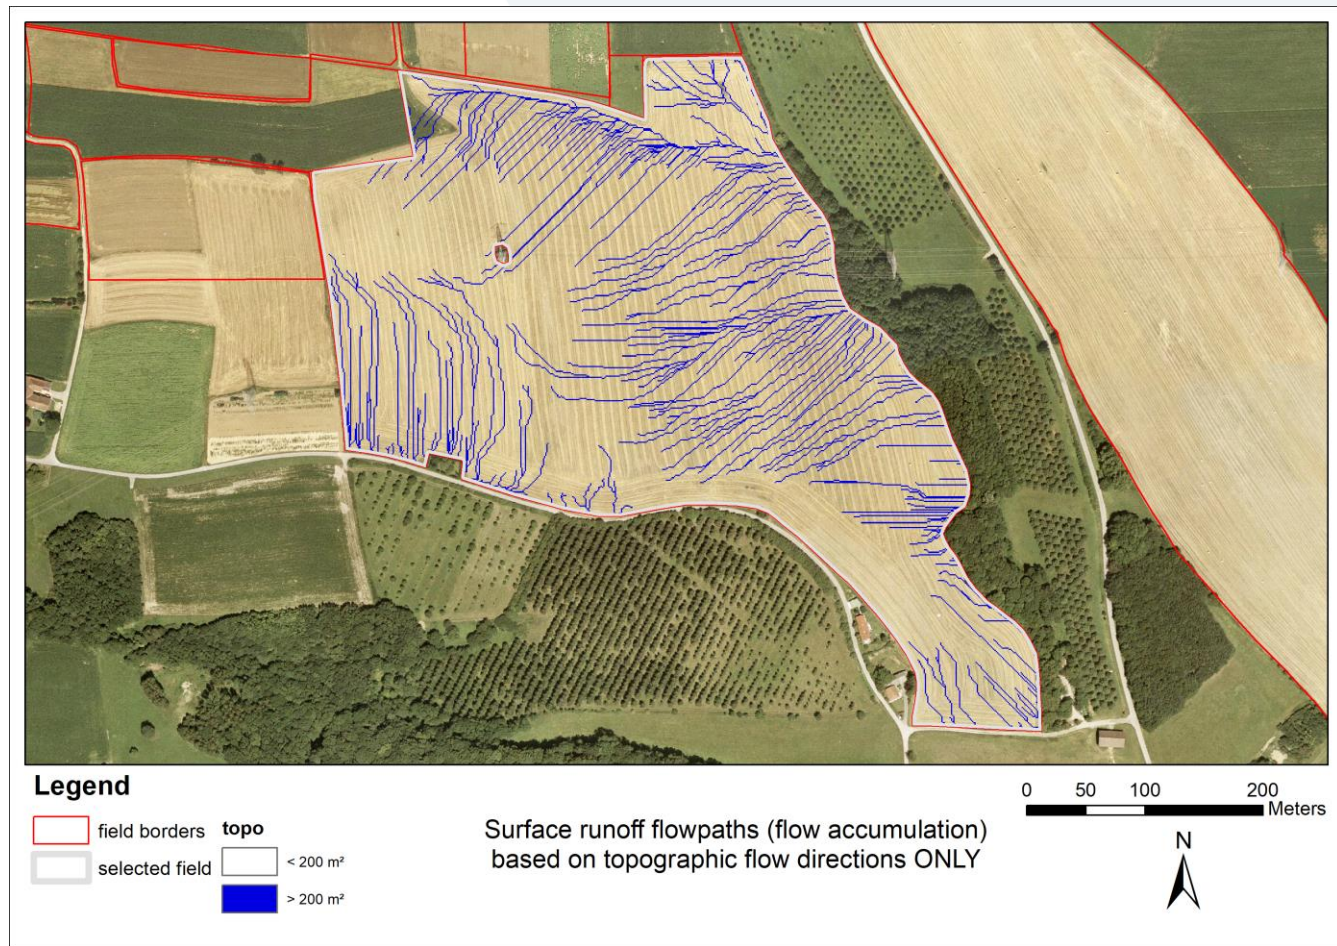 Legend
field borders
selected field
topo
< 200 m²
> 200 m²
Surface runoff flowpaths (flow accumulation)
based on topographic flow directions ONLY
0 50 100 200
Meters
N